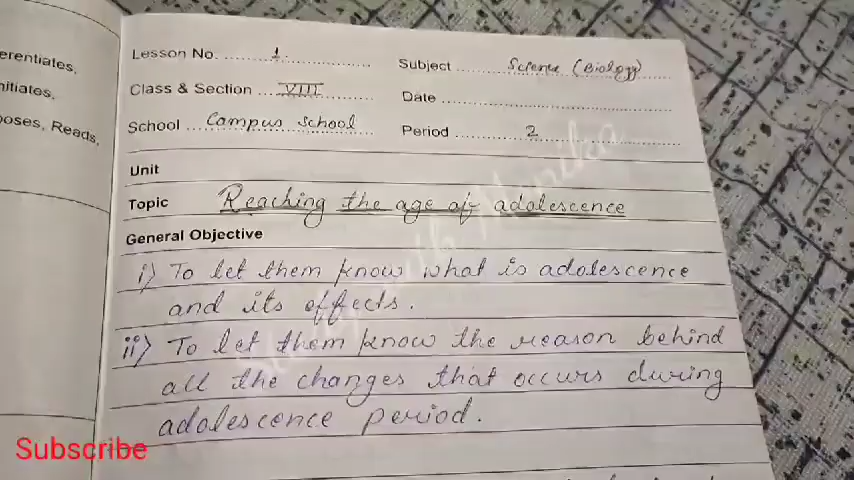 erentiates,
nitiates,
poses, Reads,
Lesson No. 1.
Subject Science (Biology)
Class & Section VIII
Date
School Campus School
Period 2
Unit
Topic Reaching the age of adolescence
General Objective
i) To let them know what is adolescence
and its effects.
ii) To let them know the reason behind
all the changes that occurs during
adolescence period.
Subscribe